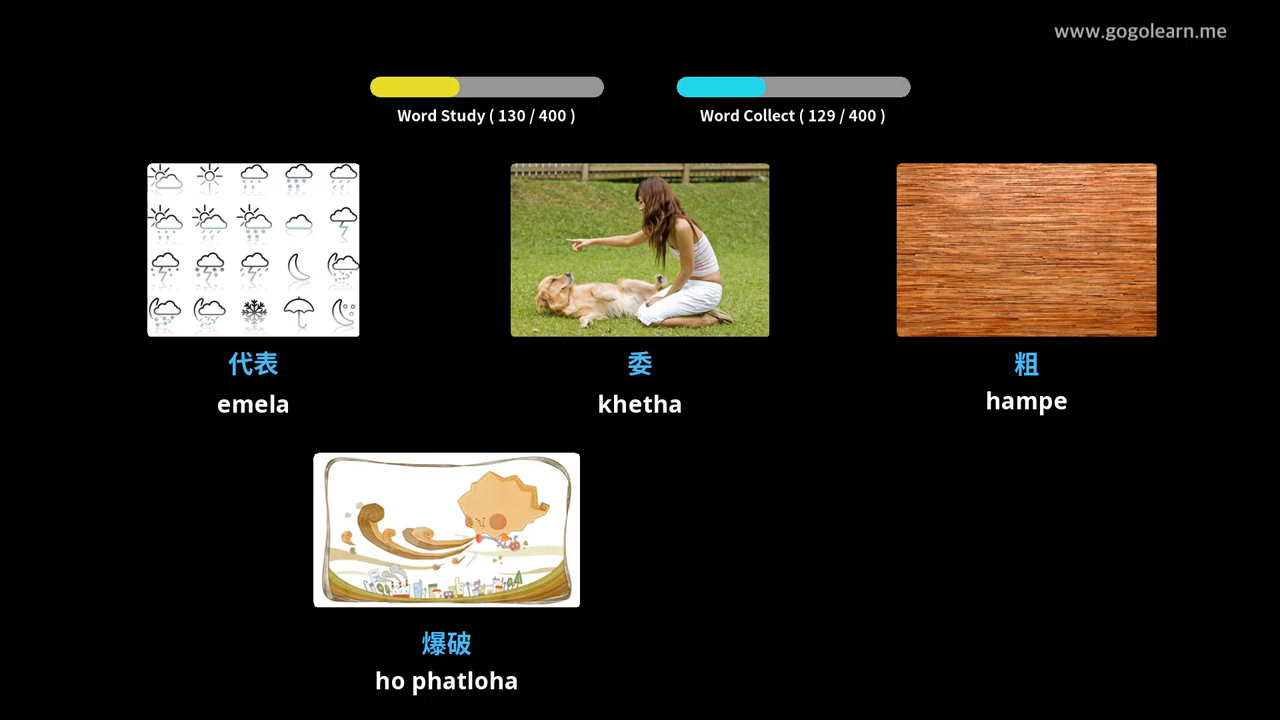 www.gogolearn.me
Word Study ( 130 / 400 )
Word Collect ( 129 / 400 )
代表
emela
委
khetha
粗
hampe
爆破
ho phatloha